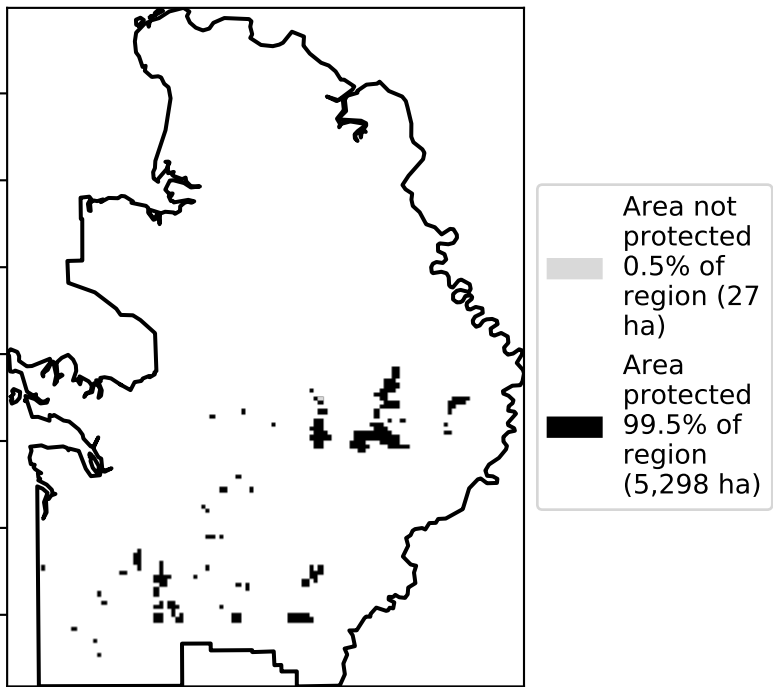 Area not
protected
0.5% of
region (27
ha)
Area
protected
99.5% of
region
(5,298 ha)